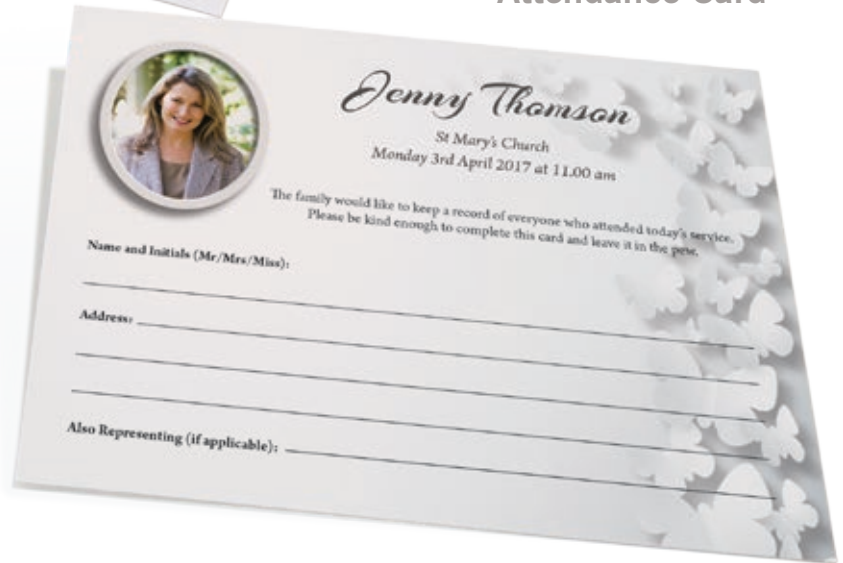 Attendance Card
Jenny Thomson
St Mary's Church
Monday 3rd April 2017 at 11.00 am
The family would like to keep a record of everyone who attended today's service.
Please be kind enough to complete this card and leave it in the pew.
Name and Initials (Mr/Mrs/Miss):
Address:
Also Representing (if applicable):